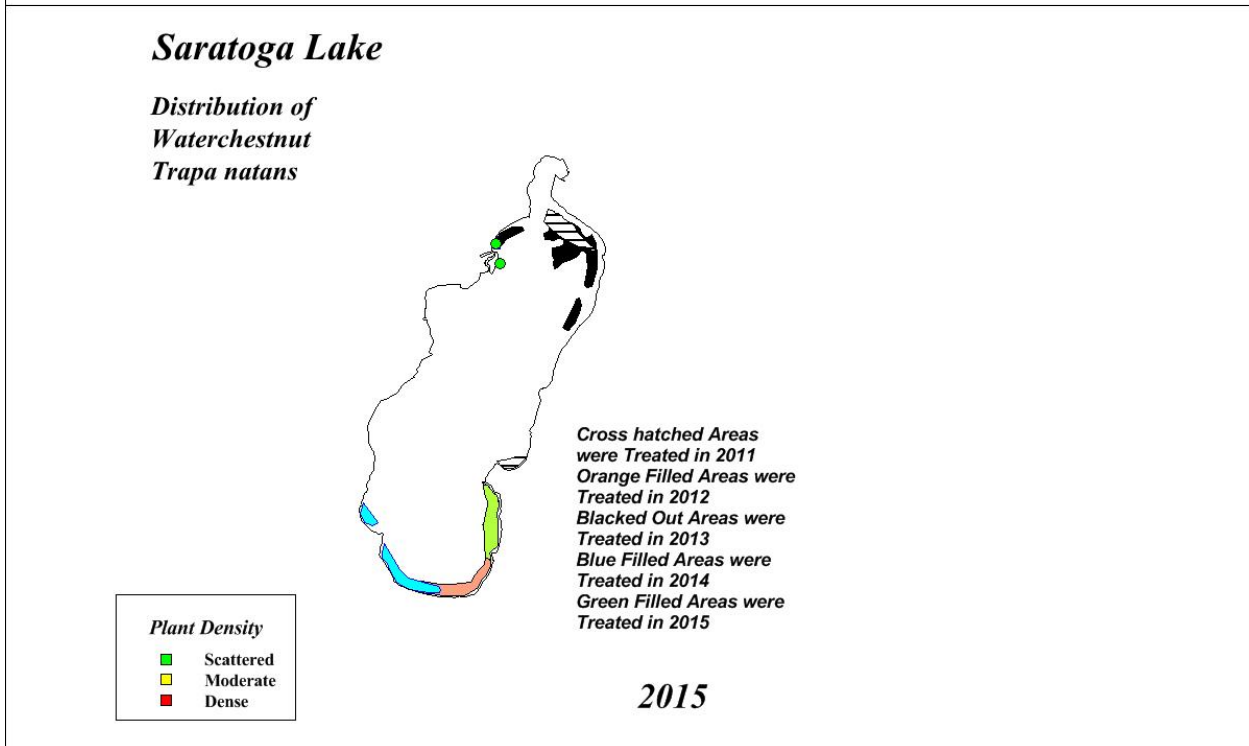 Saratoga Lake
Distribution of
Waterchestnut
Trapa natans
Cross hatched Areas
were Treated in 2011
Orange Filled Areas were
Treated in 2012
Blacked Out Areas were
Treated in 2013
Blue Filled Areas were
Treated in 2014
Green Filled Areas were
Treated in 2015
Plant Density
Scattered
Moderate
Dense
2015